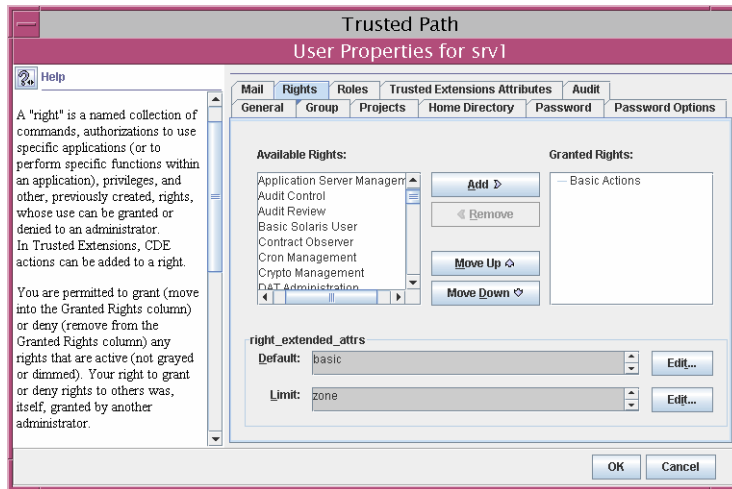 Trusted Path
User Properties for srv1
Help
A "right" is a named collection of
commands, authorizations to use
specific applications (or to
perform specific functions within
an application), privileges, and
other, previously created, rights,
whose use can be granted or
denied to an administrator.
In Trusted Extensions, CDE
actions can be added to a right.
You are permitted to grant (move
into the Granted Rights column)
or deny (remove from the
Granted Rights column) any
rights that are active (not grayed
or dimmed). Your right to grant
or deny rights to others was,
itself, granted by another
administrator.
Mail Rights Roles Trusted Extensions Attributes Audit
General Group Projects Home Directory Password Password Options
Available Rights:
Application Server Managem
Audit Control
Audit Review
Basic Solaris User
Contract Observer
Cron Management
Crypto Management
DAT Administration
Add
Remove
Move Up
Move Down
Granted Rights:
Basic Actions
right_extended_attrs
Default: basic Edit...
Limit: zone Edit...
OK Cancel